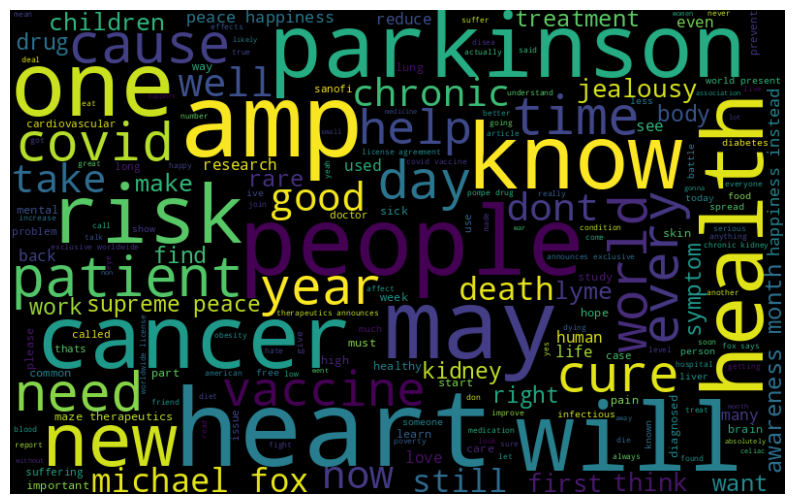 children
peace happiness
reduce
treatment
even
drug
cause
parkinson
one
well
way
chronic
jealousy
amp
help
time
body
covid
know
cardiovascular
sanofi
lung
see
world present
association
understand
less
better
going
article
number
medicine
license agreement
covid vaccine
battle
diabetes
research
take
make
rare
used
day
good
dont
risk
people
world
every
health
mental
problem
increase
call
long
sick
doctor
use
skin
food
spread
today
everyone
gonna
really
pompe drug
back
find
exclusive worldwide
talk
show
join
patient
year
death
lyme
symptom
month
happiness instead
awareness
work
supreme peace
called
therapeutics announces
announces exclusive
study
week
hope
affect
condition
come
serious
anything
chronic kidney
another
cancer
may
cure
human
life
case
person
soon
fox says
getting
hospital
liver
level
please
thats
common
part
hate
give
much
must
high
healthy
kidney
obesity
american
free
low
yes
dying
need
vaccine
right
pain
many
brain
diet
friend
maze therapeutics
worldwide license
start
infectious
diagnosed
new
heart
will
issue
someone
learn
medication
improve
don
blood
report
without
suffering
important
michael fox
now
love
care
still
first
think
want
fight
poverty
look
sure
let
always
die
away
known
found
treat
absolutely
celiac
prevent
never
women
suffer
actually
said
likely
true
effects
mean
deal
great
happy
small
yeah
war
made